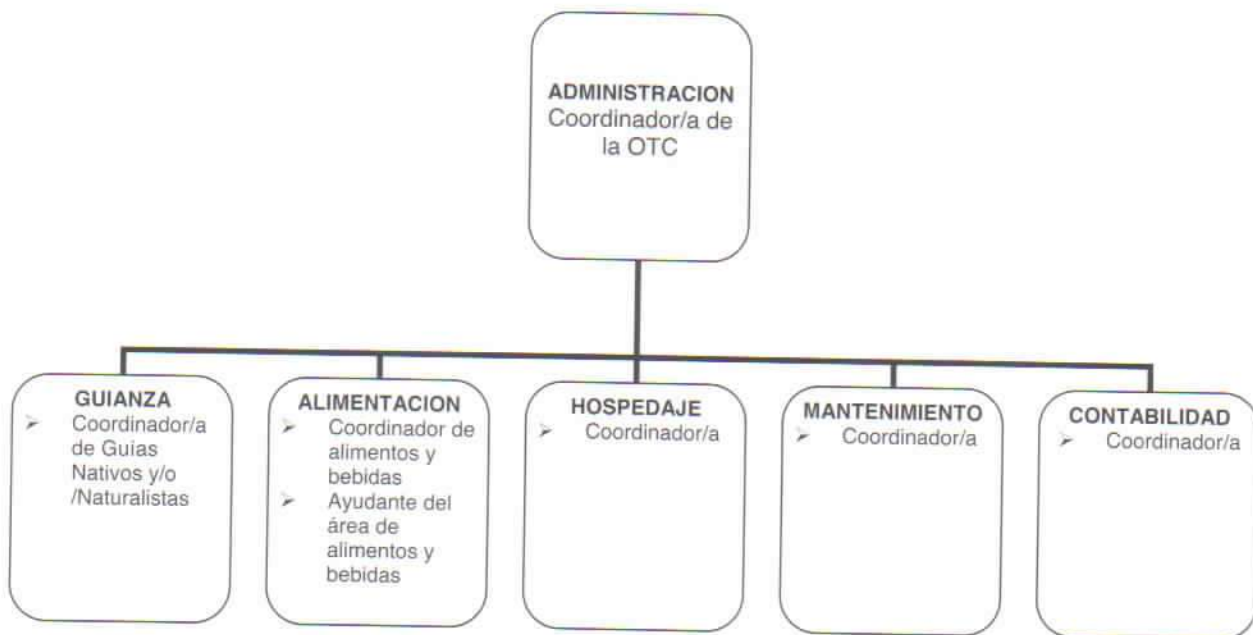 ADMINISTRACION
Coordinador/a de
la OTC
GUIANZA
➢ Coordinador/a
de Guias
Nativos y/o
/Naturalistas
ALIMENTACION
➢ Coordinador de
alimentos y
bebidas
➢ Ayudante del
área de
alimentos y
bebidas
HOSPEDAJE
➢ Coordinador/a
MANTENIMIENTO
➢ Coordinador/a
CONTABILIDAD
➢ Coordinador/a